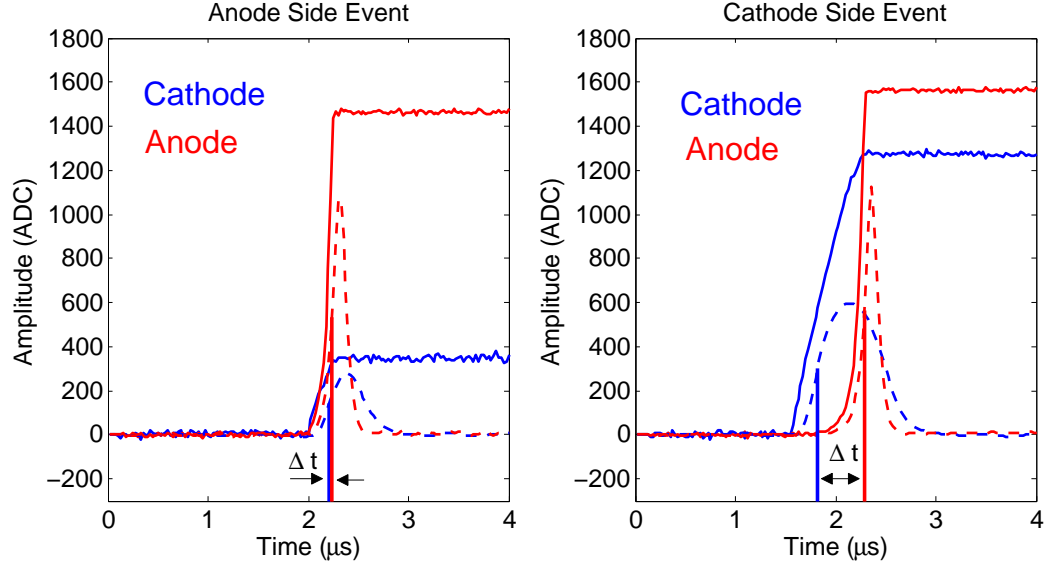 Anode Side Event
Amplitude (ADC)
1800
1600
1400
1200
1000
800
600
400
200
0
−200
Cathode
Anode
Δ t
0 1 2 3 4
Time (μs)
Cathode Side Event
Amplitude (ADC)
1800
1600
1400
1200
1000
800
600
400
200
0
−200
Cathode
Anode
Δ t
0 1 2 3 4
Time (μs)